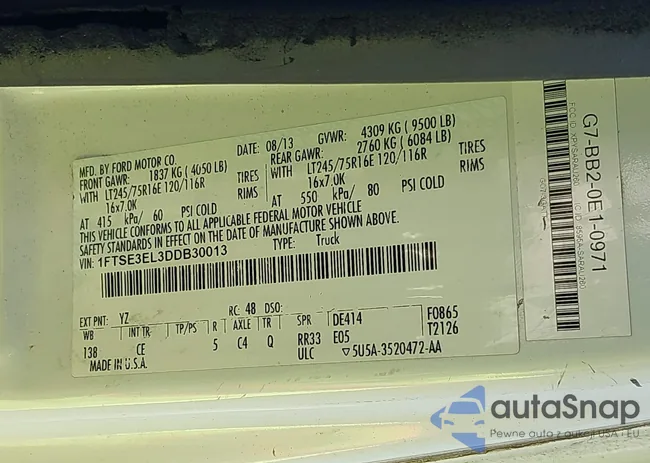 MFD. BY FORD MOTOR CO.
DATE: 08/13 GVWR: 4309 KG ( 9500 LB)
FRONT GAWR: 1837 KG ( 4050 LB) REAR GAWR: 2760 KG ( 6084 LB)
WITH LT245/75R16E 120/116R TIRES WITH LT245/75R16E 120/116R TIRES
16x7.0K RIMS 16x7.0K RIMS
AT 415 kPa/ 60 PSI COLD AT 550 kPa/ 80 PSI COLD
THIS VEHICLE CONFORMS TO ALL APPLICABLE FEDERAL MOTOR VEHICLE
SAFETY STANDARDS IN EFFECT ON THE DATE OF MANUFACTURE SHOWN ABOVE.
VIN: 1FTSE3EL3DDB30013 TYPE: Truck
EXT PNT: YZ RC: 48 DSO:
WB INT TR TP/PS R AXLE TR SPR DE414 F0865
138 CE 5 C4 Q RR33 E05 T2126
MADE IN U.S.A. ULC ▽5U5A-3520472-AA
G7-BB2-0E1-0971
autaSnap
Pewne auta z aukcji USA i EU